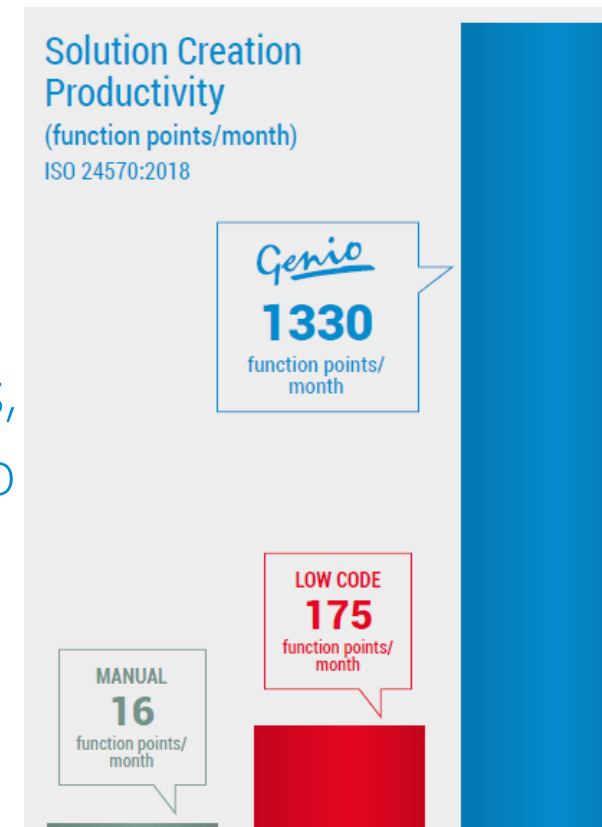 Solution Creation
Productivity
(function points/month)
ISO 24570:2018
Genio
1330
function points/
month
LOW CODE
175
function points/
month
MANUAL
16
function points/
month